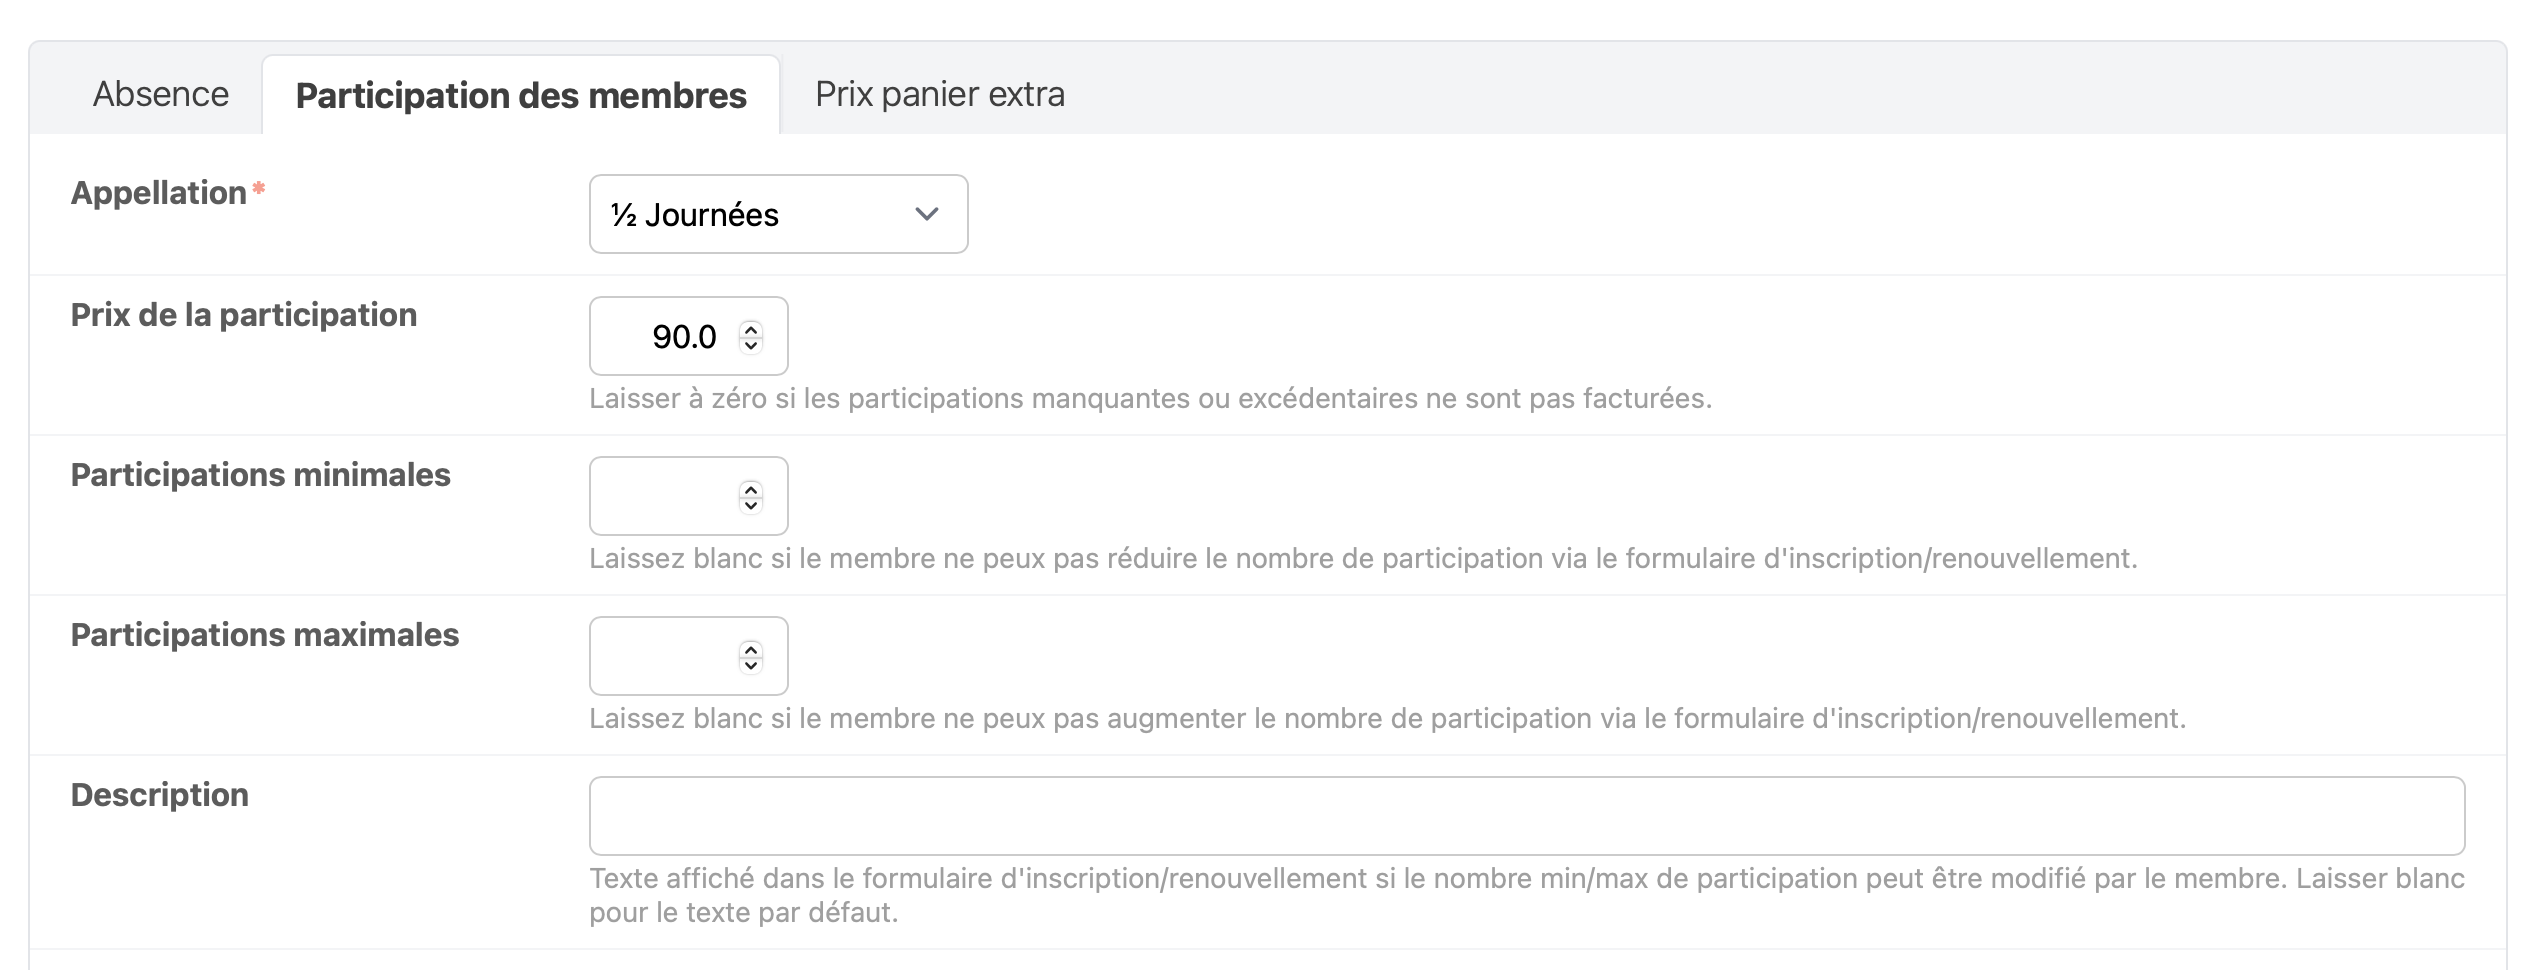 Absence
Participation des membres
Prix panier extra
Appellation*
½ Journées
Prix de la participation
90.0
Laisser à zéro si les participations manquantes ou excédentaires ne sont pas facturées.
Participations minimales
Laissez blanc si le membre ne peux pas réduire le nombre de participation via le formulaire d'inscription/renouvellement.
Participations maximales
Laissez blanc si le membre ne peux pas augmenter le nombre de participation via le formulaire d'inscription/renouvellement.
Description
Texte affiché dans le formulaire d'inscription/renouvellement si le nombre min/max de participation peut être modifié par le membre. Laisser blanc
pour le texte par défaut.